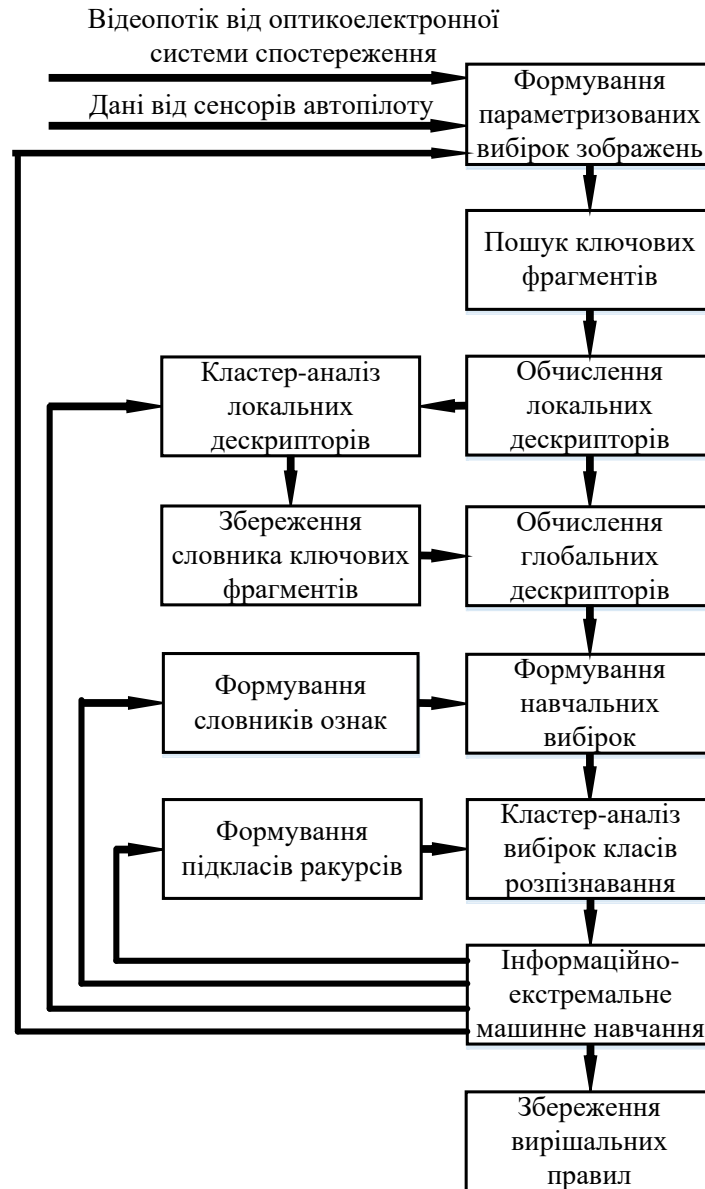 Відеопотік від оптикоелектронної
системи спостереження
Дані від сенсорів автопілоту
Формування
параметризованих
вибірок зображень
Пошук ключових
фрагментів
Кластер-аналіз
локальних
дескрипторів
Обчислення
локальних
дескрипторів
Збереження
словника ключових
фрагментів
Обчислення
глобальних
дескрипторів
Формування
словників ознак
Формування
навчальних
вибірок
Формування
підкласів ракурсів
Кластер-аналіз
вибірок класів
розпізнавання
Інформаційно-
екстремальне
машинне навчання
Збереження
вирішальних
правил